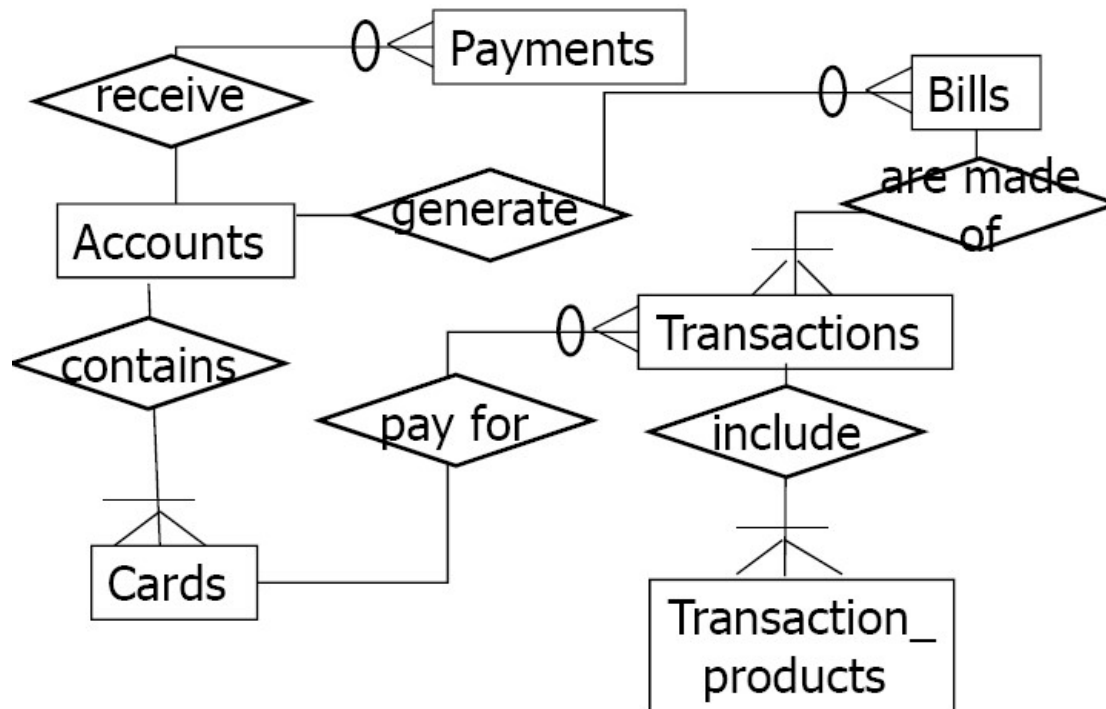 Payments
receive
Bills
are made
of
generate
Accounts
Transactions
contains
pay for
include
Cards
Transaction_
products